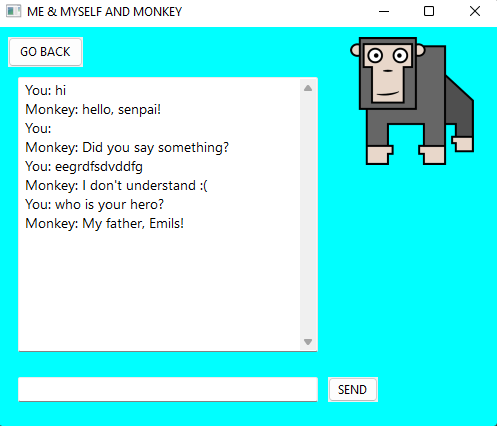 ME & MYSELF AND MONKEY
GO BACK
You: hi
Monkey: hello, senpai!
You:
Monkey: Did you say something?
You: eegrdfsdvddfg
Monkey: I don't understand :(
You: who is your hero?
Monkey: My father, Emils!
SEND